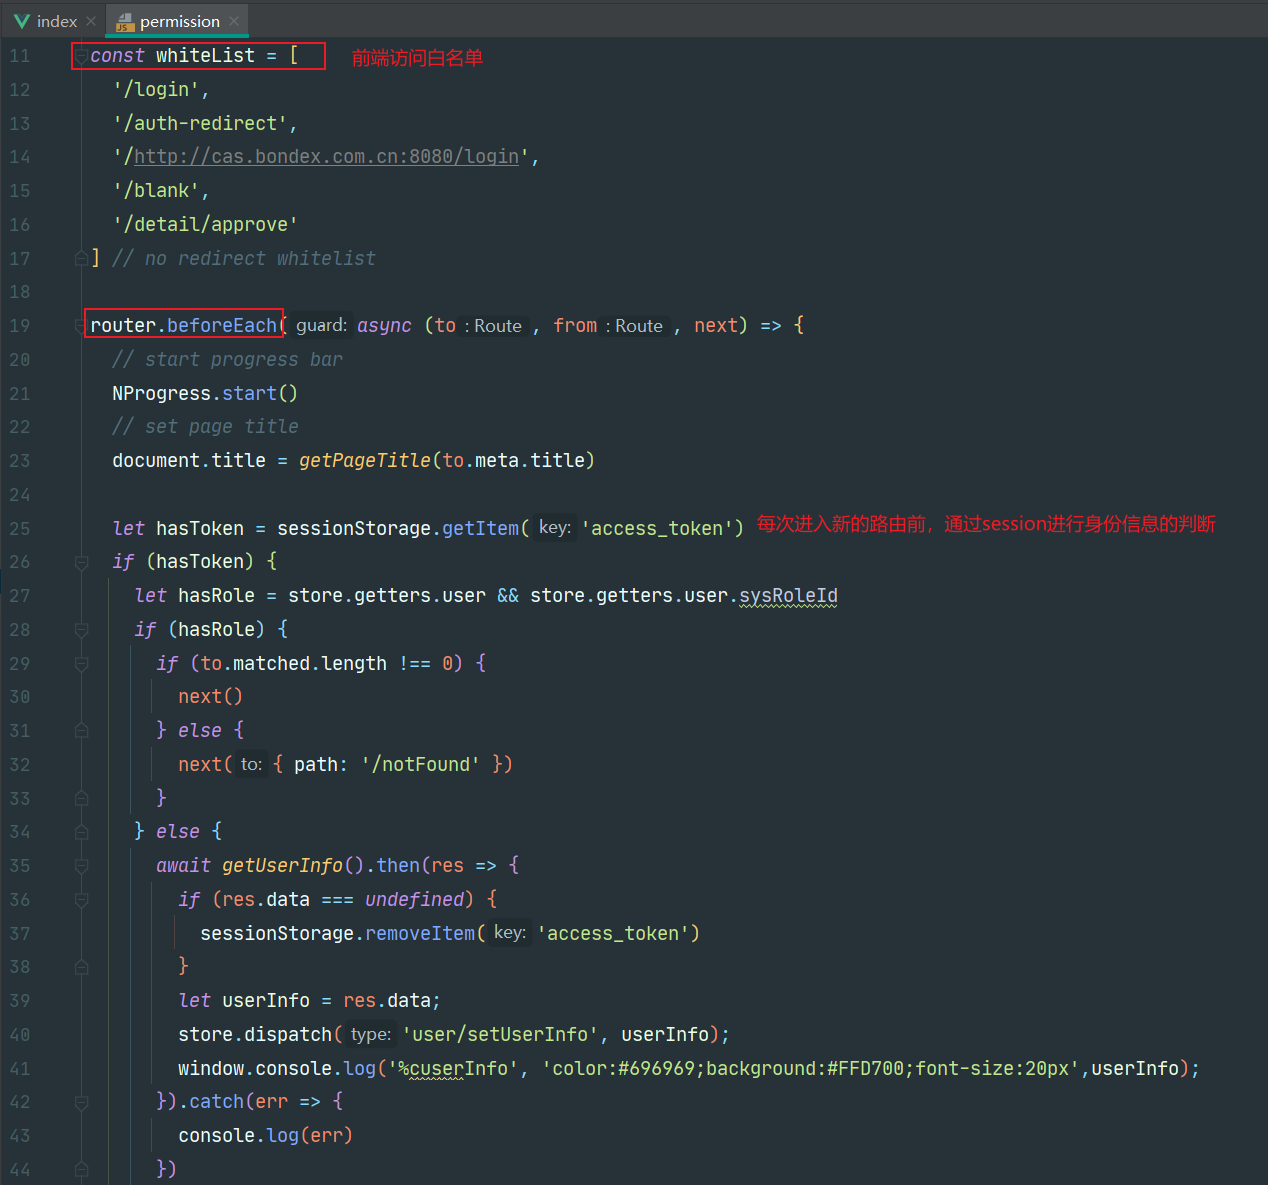 index × permission ×
11 const whiteList = [ 前端访问白名单
12 '/login',
13 '/auth-redirect',
14 '/http://cas.bondex.com.cn:8080/login',
15 '/blank',
16 '/detail/approve'
17 ] // no redirect whitelist
18
19 router.beforeEach( guard: async (to : Route , from : Route , next) => {
20 // start progress bar
21 NProgress.start()
22 // set page title
23 document.title = getPageTitle(to.meta.title)
24
25 let hasToken = sessionStorage.getItem( key: 'access_token') 每次进入新的路由前，通过session进行身份信息的判断
26 if (hasToken) {
27 let hasRole = store.getters.user && store.getters.user.sysRoleId
28 if (hasRole) {
29 if (to.matched.length !== 0) {
30 next()
31 } else {
32 next( to: { path: '/notFound' })
33 }
34 } else {
35 await getUserInfo().then(res => {
36 if (res.data === undefined) {
37 sessionStorage.removeItem( key: 'access_token')
38 }
39 let userInfo = res.data;
40 store.dispatch( type: 'user/setUserInfo', userInfo);
41 window.console.log('%cuserInfo', 'color:#696969;background:#FFD700;font-size:20px',userInfo);
42 }).catch(err => {
43 console.log(err)
44 })